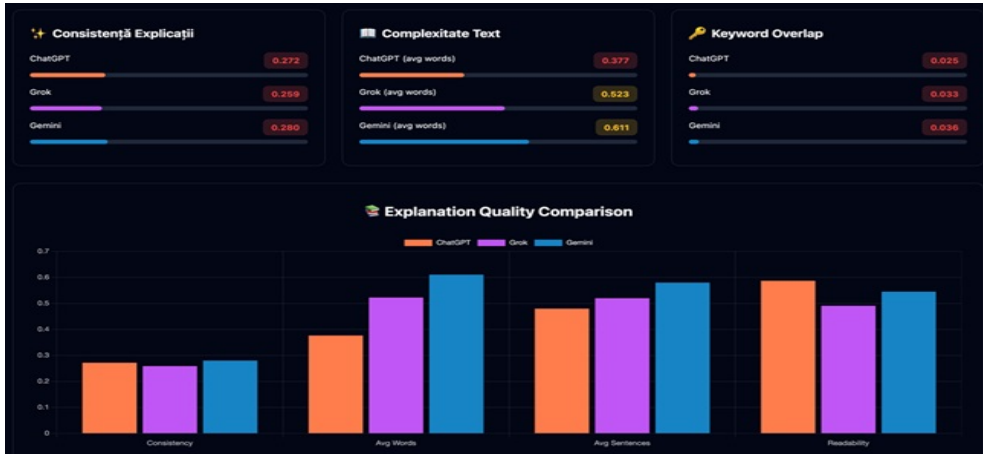 ✨ Consistență Explicații
ChatGPT 0.272
Grok 0.259
Gemini 0.280
📖 Complexitate Text
ChatGPT (avg words) 0.377
Grok (avg words) 0.523
Gemini (avg words) 0.611
🔑 Keyword Overlap
ChatGPT 0.025
Grok 0.033
Gemini 0.036
📚 Explanation Quality Comparison
ChatGPT Grok Gemini
0.7
0.6
0.5
0.4
0.3
0.2
0.1
0
Consistency Avg Words Avg Sentences Readability